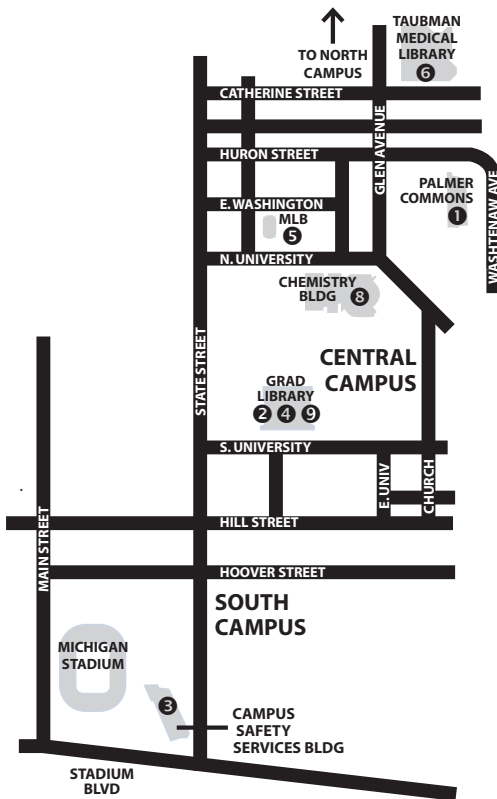 TAUBMAN
MEDICAL
LIBRARY
6
TO NORTH
CAMPUS
CATHERINE STREET
GLEN AVENUE
HURON STREET
WASHTENAW AVE
PALMER
COMMONS
1
E. WASHINGTON
MLB
5
N. UNIVERSITY
CHEMISTRY
BLDG 8
STATE STREET
CENTRAL
CAMPUS
GRAD
LIBRARY
2 4 9
S. UNIVERSITY
E. UNIV
CHURCH
HILL STREET
MAIN STREET
HOOVER STREET
SOUTH
CAMPUS
MICHIGAN
STADIUM
3
CAMPUS
SAFETY
SERVICES BLDG
STADIUM
BLVD